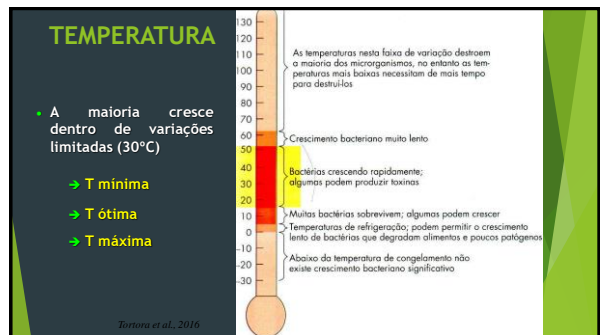 TEMPERATURA
• A maioria cresce
dentro de variações
limitadas (30ºC)
→ T mínima
→ T ótima
→ T máxima
Tortora et al., 2016
130
120
110
100
90
80
70
60
50
40
30
20
10
0
-10
-20
-30
As temperaturas nesta faixa de variação destroem
a maioria dos microrganismos, no entanto as tem-
peraturas mais baixas necessitam de mais tempo
para destruí-los
Crescimento bacteriano muito lento
Bactérias crescendo rapidamente;
algumas podem produzir toxinas
Muitas bactérias sobrevivem; algumas podem crescer
Temperaturas de refrigeração; podem permitir o crescimento
lento de bactérias que degradam alimentos e poucos patógenos
Abaixo da temperatura de congelamento não
existe crescimento bacteriano significativo